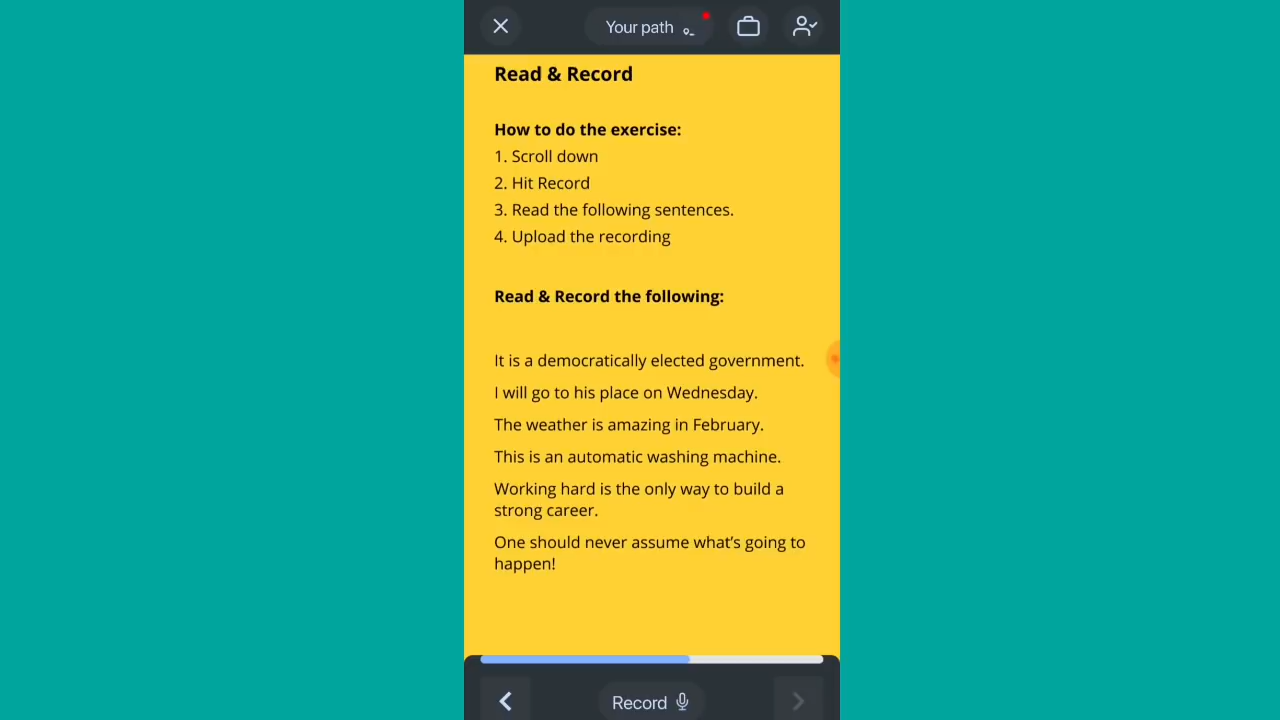 Your path
Read & Record
How to do the exercise:
1. Scroll down
2. Hit Record
3. Read the following sentences.
4. Upload the recording
Read & Record the following:
It is a democratically elected government.
I will go to his place on Wednesday.
The weather is amazing in February.
This is an automatic washing machine.
Working hard is the only way to build a
strong career.
One should never assume what's going to
happen!
Record